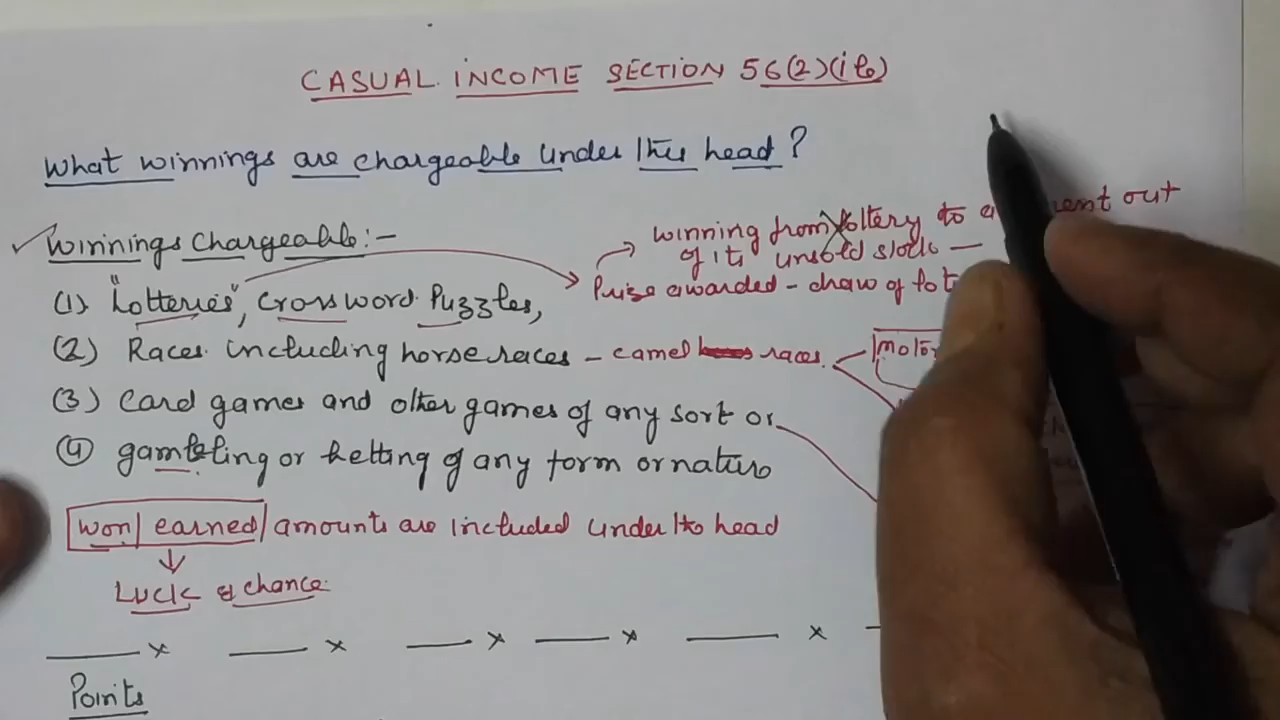 CASUAL INCOME SECTION 56(2)(ib)
What winnings are chargeable under this head?
Winnings Chargeable:-
winning from lottery to a out
of its unsold stock —
Prize awarded - draw of lot
(1) "Lotteries", Crossword Puzzles,
(2) Races including horse races - camel races.
motor
(3) Card games and other games of any sort or
(4) gambling or betting of any form or nature
won/earned/amounts are included under the head
Luck & chance
Points